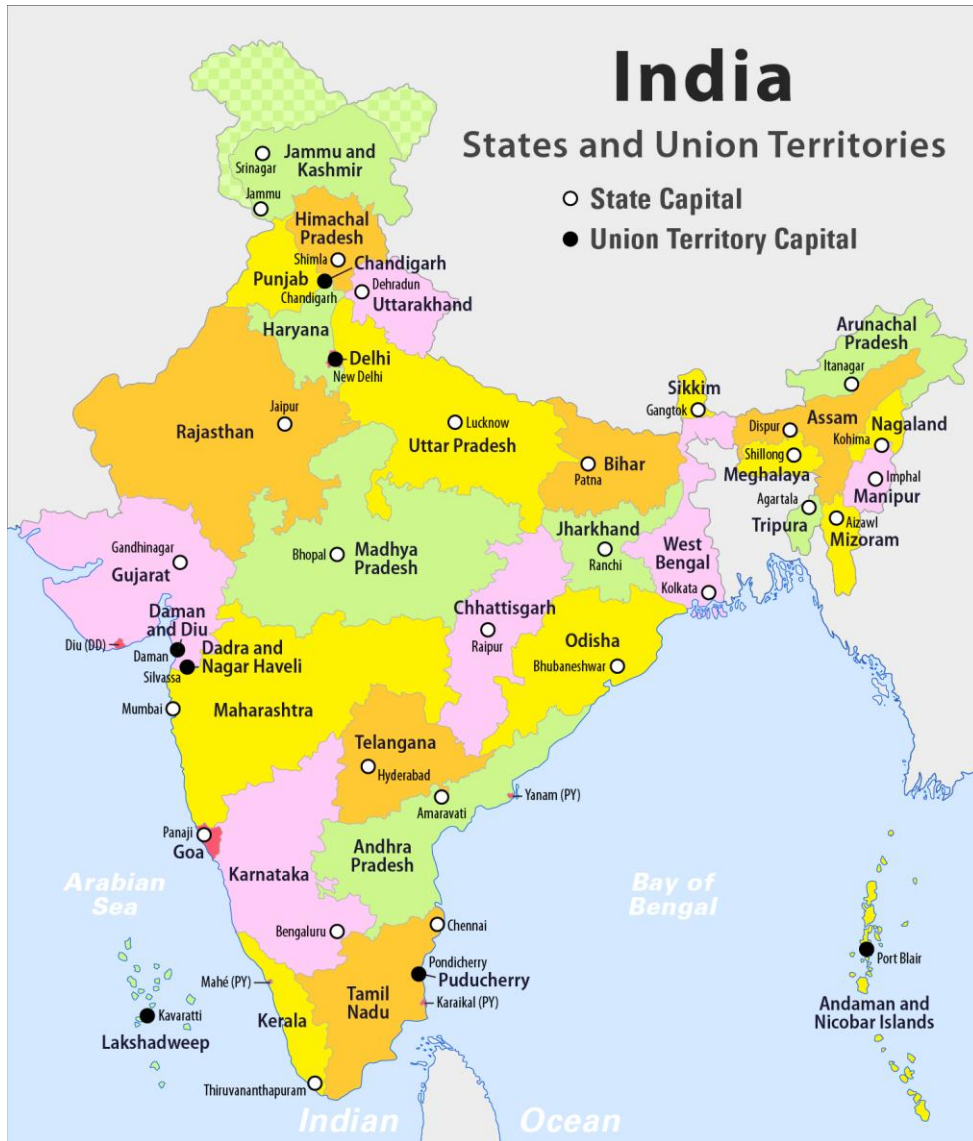 India
States and Union Territories
State Capital
Union Territory Capital
Jammu and
Kashmir
Srinagar
Jammu
Himachal
Pradesh
Shimla
Punjab
Chandigarh
Chandigarh
Dehradun
Uttarakhand
Haryana
Delhi
New Delhi
Arunachal
Pradesh
Itanagar
Sikkim
Gangtok
Jaipur
Rajasthan
Lucknow
Uttar Pradesh
Bihar
Patna
Dispur
Assam
Nagaland
Kohima
Shillong
Meghalaya
Imphal
Manipur
Agartala
Tripura
Aizawl
Mizoram
Gandhinagar
Gujarat
Bhopal
Madhya
Pradesh
Jharkhand
Ranchi
West
Bengal
Kolkata
Daman
and Diu
Diu (DD)
Daman
Silvassa
Dadra and
Nagar Haveli
Chhattisgarh
Raipur
Odisha
Bhubaneshwar
Mumbai
Maharashtra
Telangana
Hyderabad
Amaravati
Yanam (PY)
Panaji
Goa
Andhra
Pradesh
Karnataka
Arabian
Sea
Bay of
Bengal
Bengaluru
Chennai
Pondicherry
Puducherry
Mahé (PY)
Karaikal (PY)
Tamil
Nadu
Kerala
Kavaratti
Lakshadweep
Port Blair
Andaman and
Nicobar Islands
Thiruvananthapuram
Indian Ocean